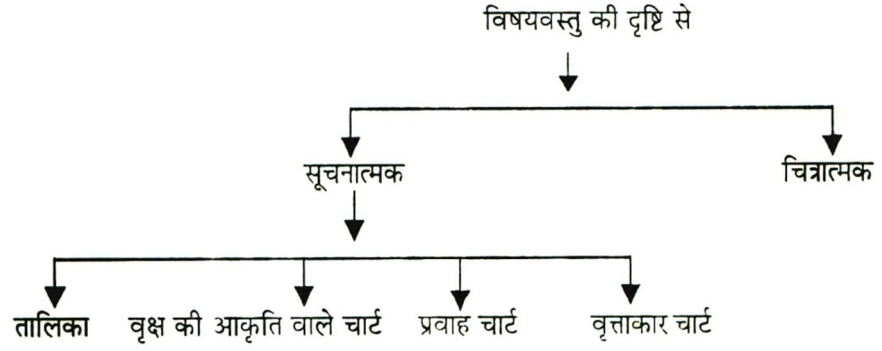 विषयवस्तु की दृष्टि से
सूचनात्मक चित्रात्मक
तालिका वृक्ष की आकृति वाले चार्ट प्रवाह चार्ट वृत्ताकार चार्ट